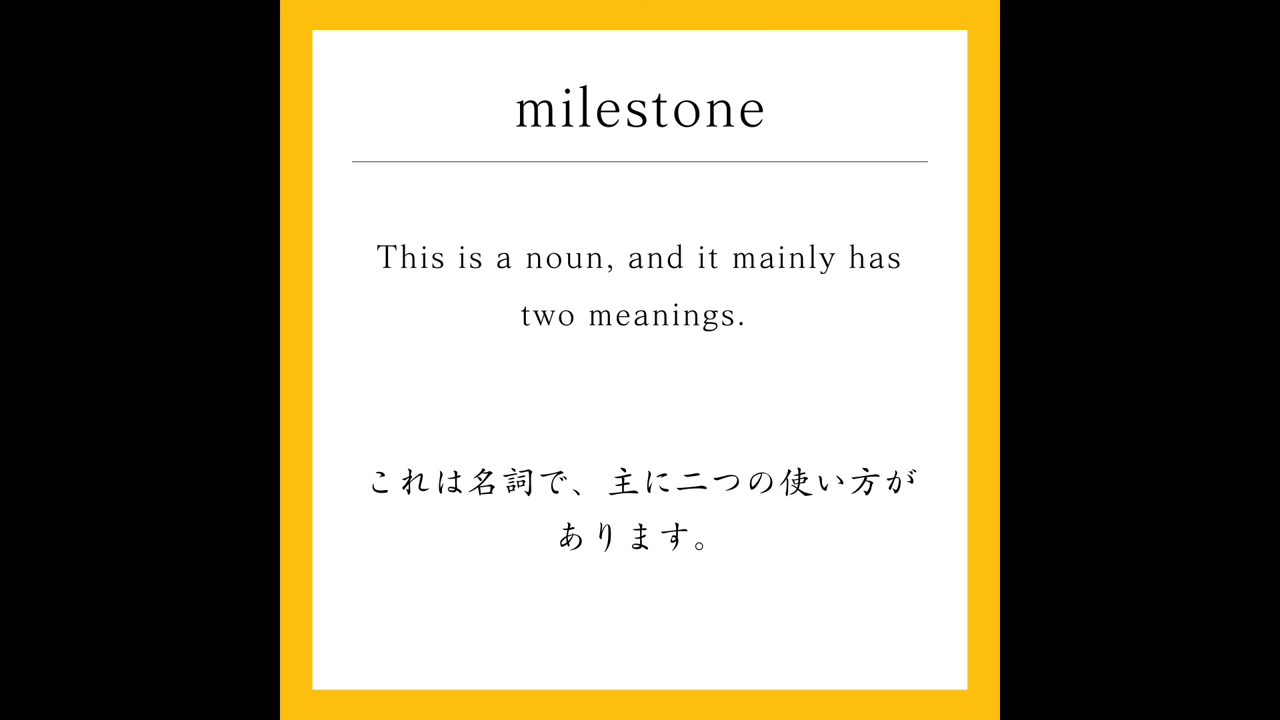 milestone
This is a noun, and it mainly has
two meanings.
これは名詞で、主に二つの使い方が
あります。